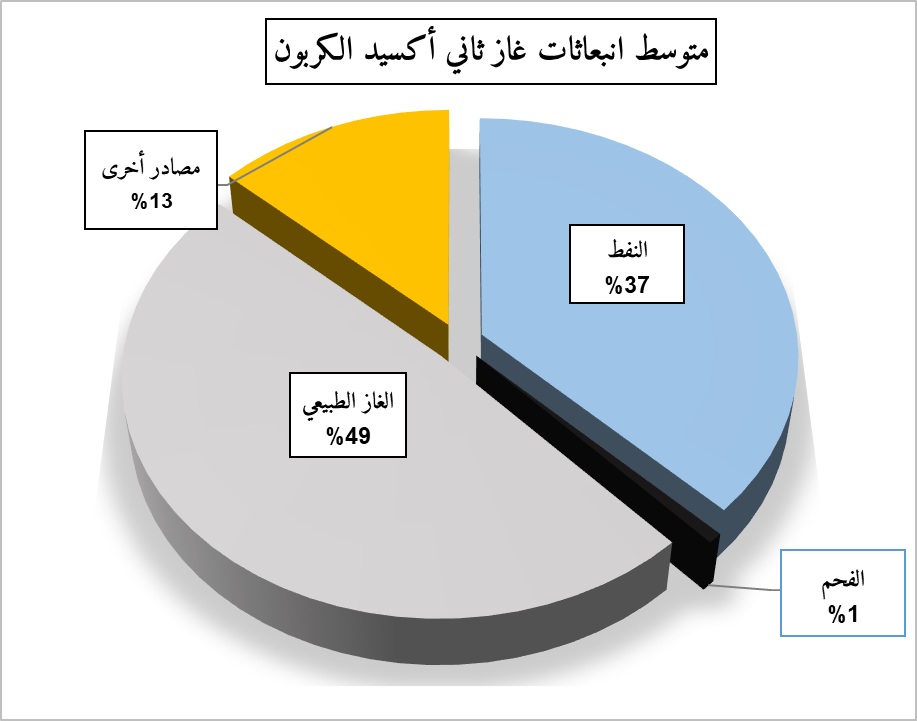 متوسط انبعاثات غاز ثاني أكسيد الكربون
مصادر أخرى
%13
النفط
%37
الغاز الطبيعي
%49
الفحم
%1